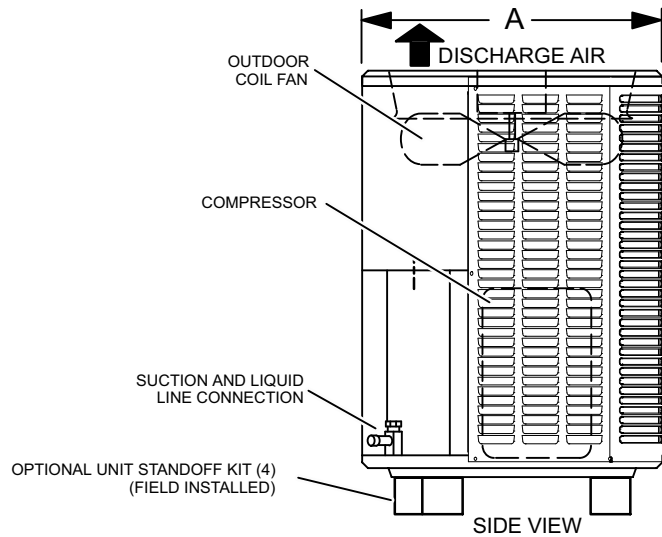 A
DISCHARGE AIR
OUTDOOR
COIL FAN
COMPRESSOR
SUCTION AND LIQUID
LINE CONNECTION
OPTIONAL UNIT STANDOFF KIT (4)
(FIELD INSTALLED)
SIDE VIEW